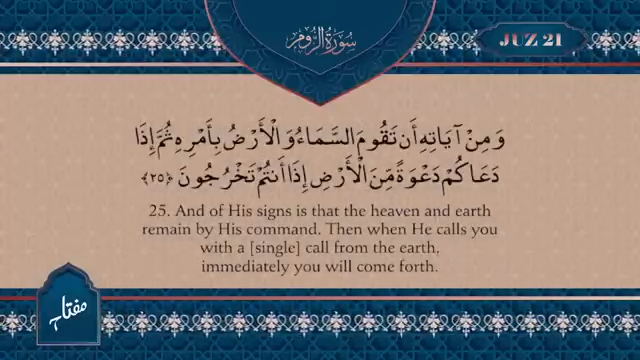 سورة الروم
JUZ 21
وَمِنْ آيَاتِهِ أَن تَقُومَ السَّمَاءُ وَالْأَرْضُ بِأَمْرِهِ ثُمَّ إِذَا
دَعَاكُمْ دَعْوَةً مِّنَ الْأَرْضِ إِذَا أَنتُمْ تَخْرُجُونَ ﴿٢٥﴾
25. And of His signs is that the heaven and earth
remain by His command. Then when He calls you
with a [single] call from the earth,
immediately you will come forth.
مفتاح